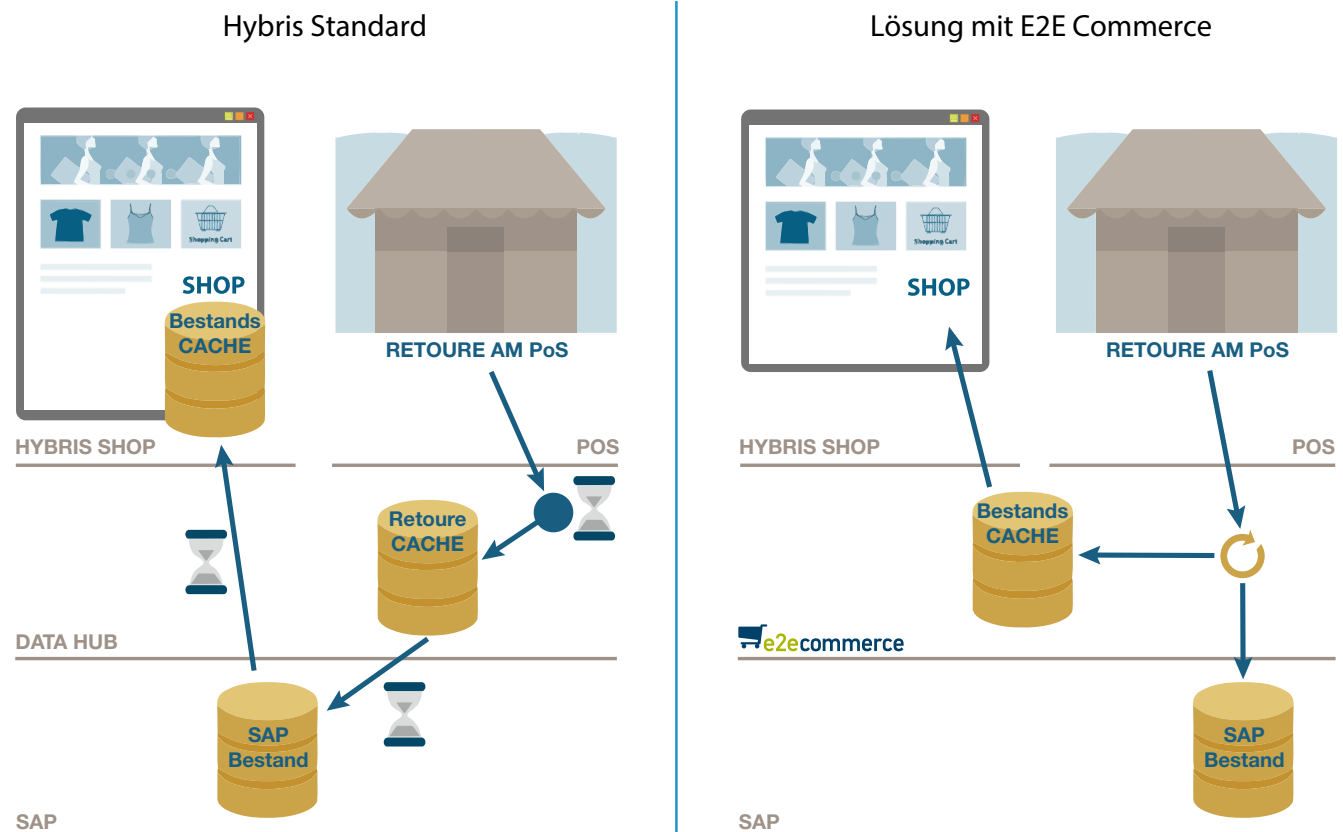 Hybris Standard
Shopping Cart
SHOP
Bestands
CACHE
RETOURE AM PoS
HYBRIS SHOP
POS
Retoure
CACHE
DATA HUB
SAP
Bestand
SAP
Lösung mit E2E Commerce
Shopping Cart
SHOP
RETOURE AM PoS
HYBRIS SHOP
POS
Bestands
CACHE
e2ecommerce
SAP
Bestand
SAP